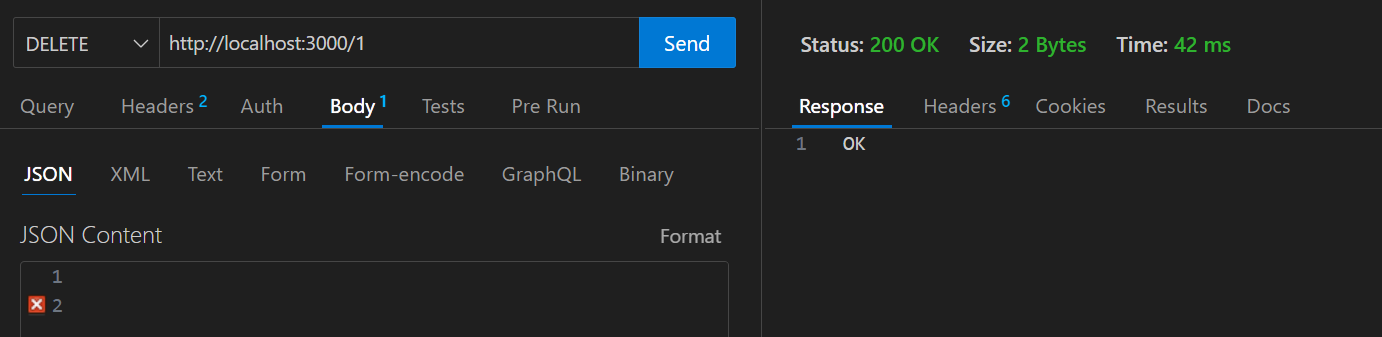 DELETE http://localhost:3000/1 Send
Query Headers 2 Auth Body 1 Tests Pre Run
JSON XML Text Form Form-encode GraphQL Binary
JSON Content Format
1
2
Status: 200 OK Size: 2 Bytes Time: 42 ms
Response Headers 6 Cookies Results Docs
1 OK